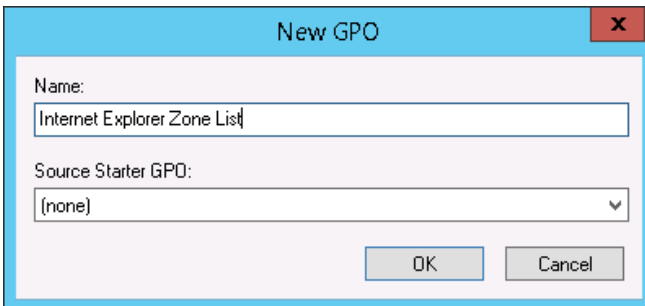 New GPO
x
Name:
Internet Explorer Zone List
Source Starter GPO:
(none)
OK Cancel